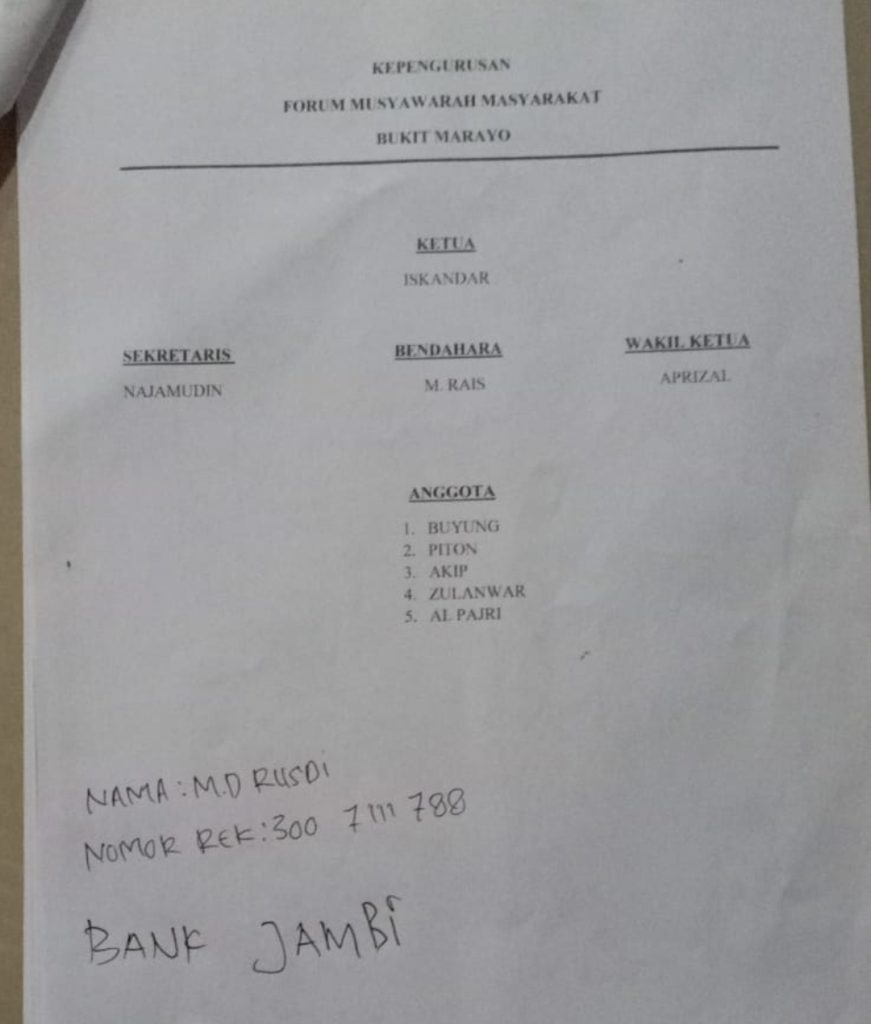 KEPENGURUSAN
FORUM MUSYAWARAH MASYARAKAT
BUKIT MARAYO
KETUA
ISKANDAR
SEKRETARIS BENDAHARA WAKIL KETUA
NAJAMUDIN M. RAIS APRIZAL
ANGGOTA
1. BUYUNG
2. PITON
3. AKIP
4. ZULANWAR
5. AL PAJRI
NAMA : M.D RUSDI
NOMOR REK : 300 7111 788
BANK JAMBI